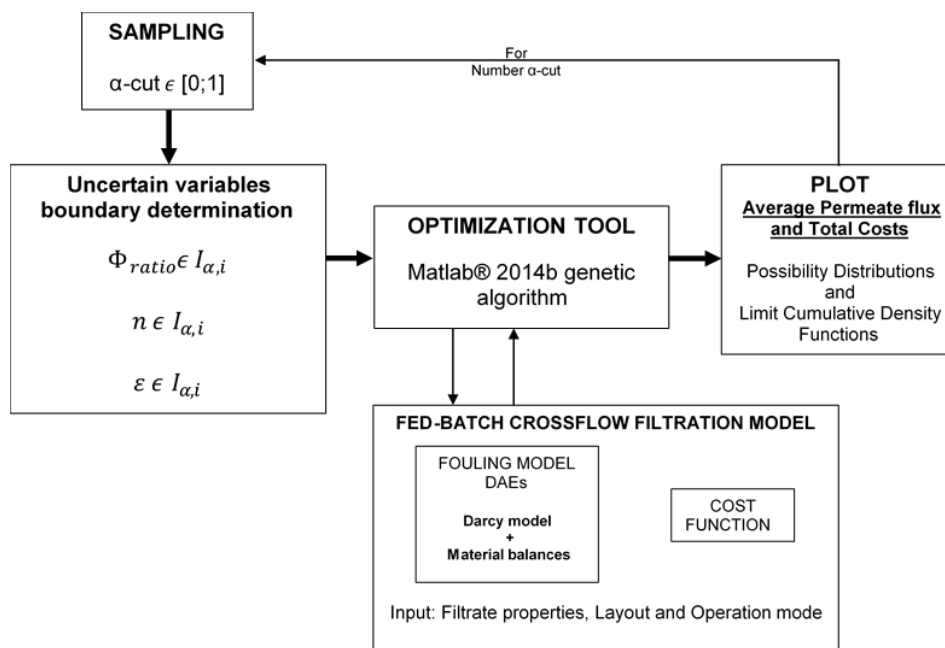 SAMPLING
α-cut ϵ [0;1]
For
Number α-cut
Uncertain variables
boundary determination
Φ_ratio ϵ I_α,i
n ϵ I_α,i
ε ϵ I_α,i
OPTIMIZATION TOOL
Matlab® 2014b genetic
algorithm
PLOT
Average Permeate flux
and Total Costs
Possibility Distributions
and
Limit Cumulative Density
Functions
FED-BATCH CROSSFLOW FILTRATION MODEL
FOULING MODEL
DAEs
Darcy model
+
Material balances
COST
FUNCTION
Input: Filtrate properties, Layout and Operation mode